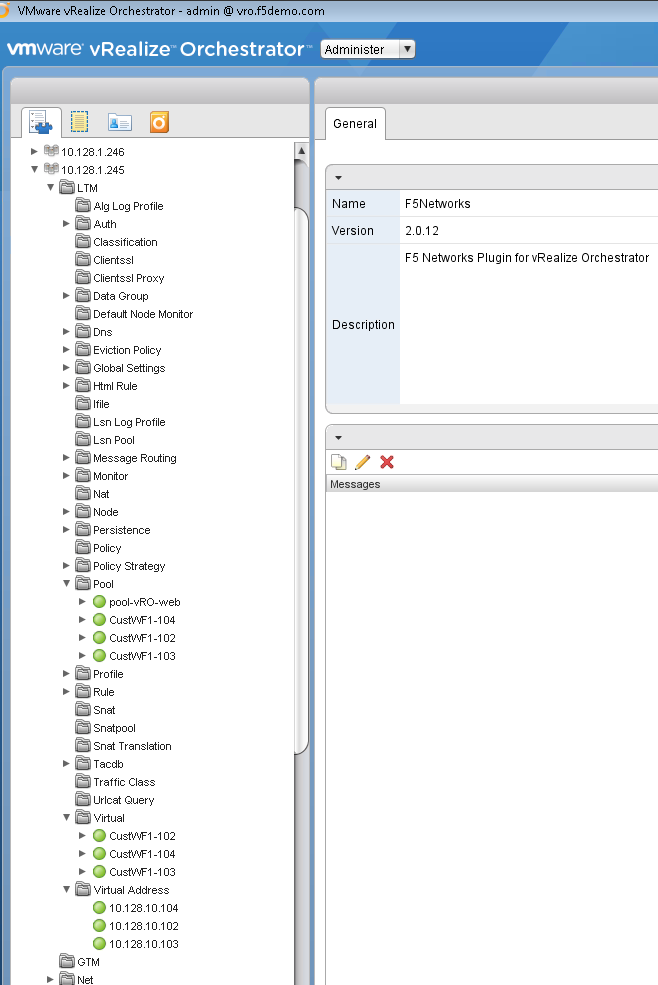 VMware vRealize Orchestrator - admin @ vro.f5demo.com
vmware vRealize™ Orchestrator™ Administer
10.128.1.246
10.128.1.245
LTM
Alg Log Profile
Auth
Classification
Clientssl
Clientssl Proxy
Data Group
Default Node Monitor
Dns
Eviction Policy
Global Settings
Html Rule
Ifile
Lsn Log Profile
Lsn Pool
Message Routing
Monitor
Nat
Node
Persistence
Policy
Policy Strategy
Pool
pool-vRO-web
CustWF1-104
CustWF1-102
CustWF1-103
Profile
Rule
Snat
Snatpool
Snat Translation
Tacdb
Traffic Class
Urlcat Query
Virtual
CustWF1-102
CustWF1-104
CustWF1-103
Virtual Address
10.128.10.104
10.128.10.102
10.128.10.103
GTM
Net
General
Name F5Networks
Version 2.0.12
Description F5 Networks Plugin for vRealize Orchestrator
Messages